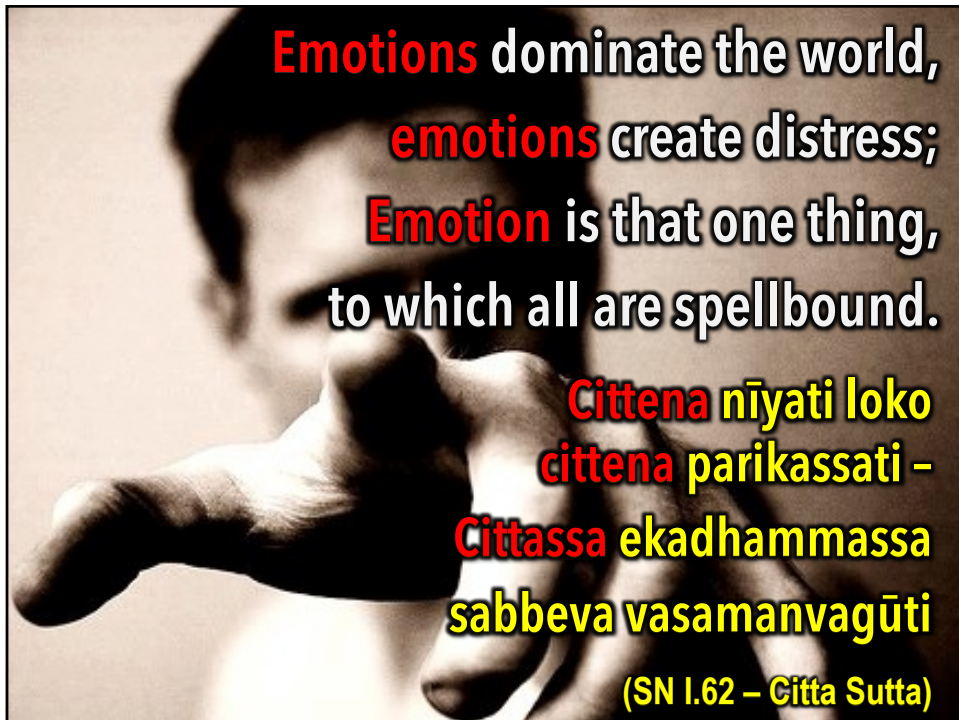 Emotions dominate the world,
emotions create distress;
Emotion is that one thing,
to which all are spellbound.
Cittena nīyati loko
cittena parikassati –
Cittassa ekadhammassa
sabbeva vasamanvagūti
(SN I.62 – Citta Sutta)